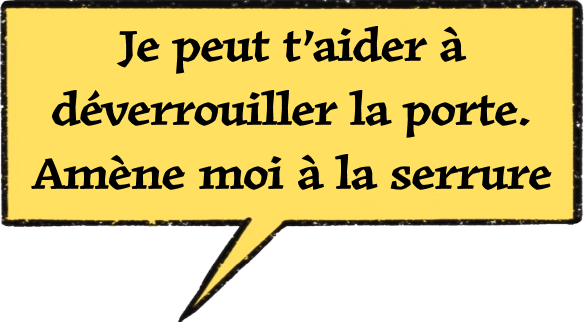 Je peut t'aider à
déverrouiller la porte.
Amène moi à la serrure